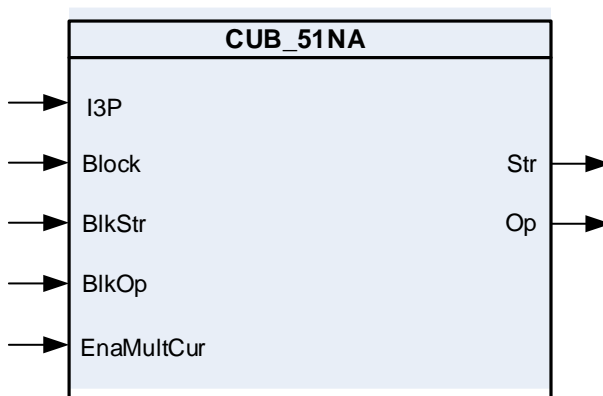 CUB_51NA
I3P
Block
Str
BlkStr
Op
BlkOp
EnaMultCur